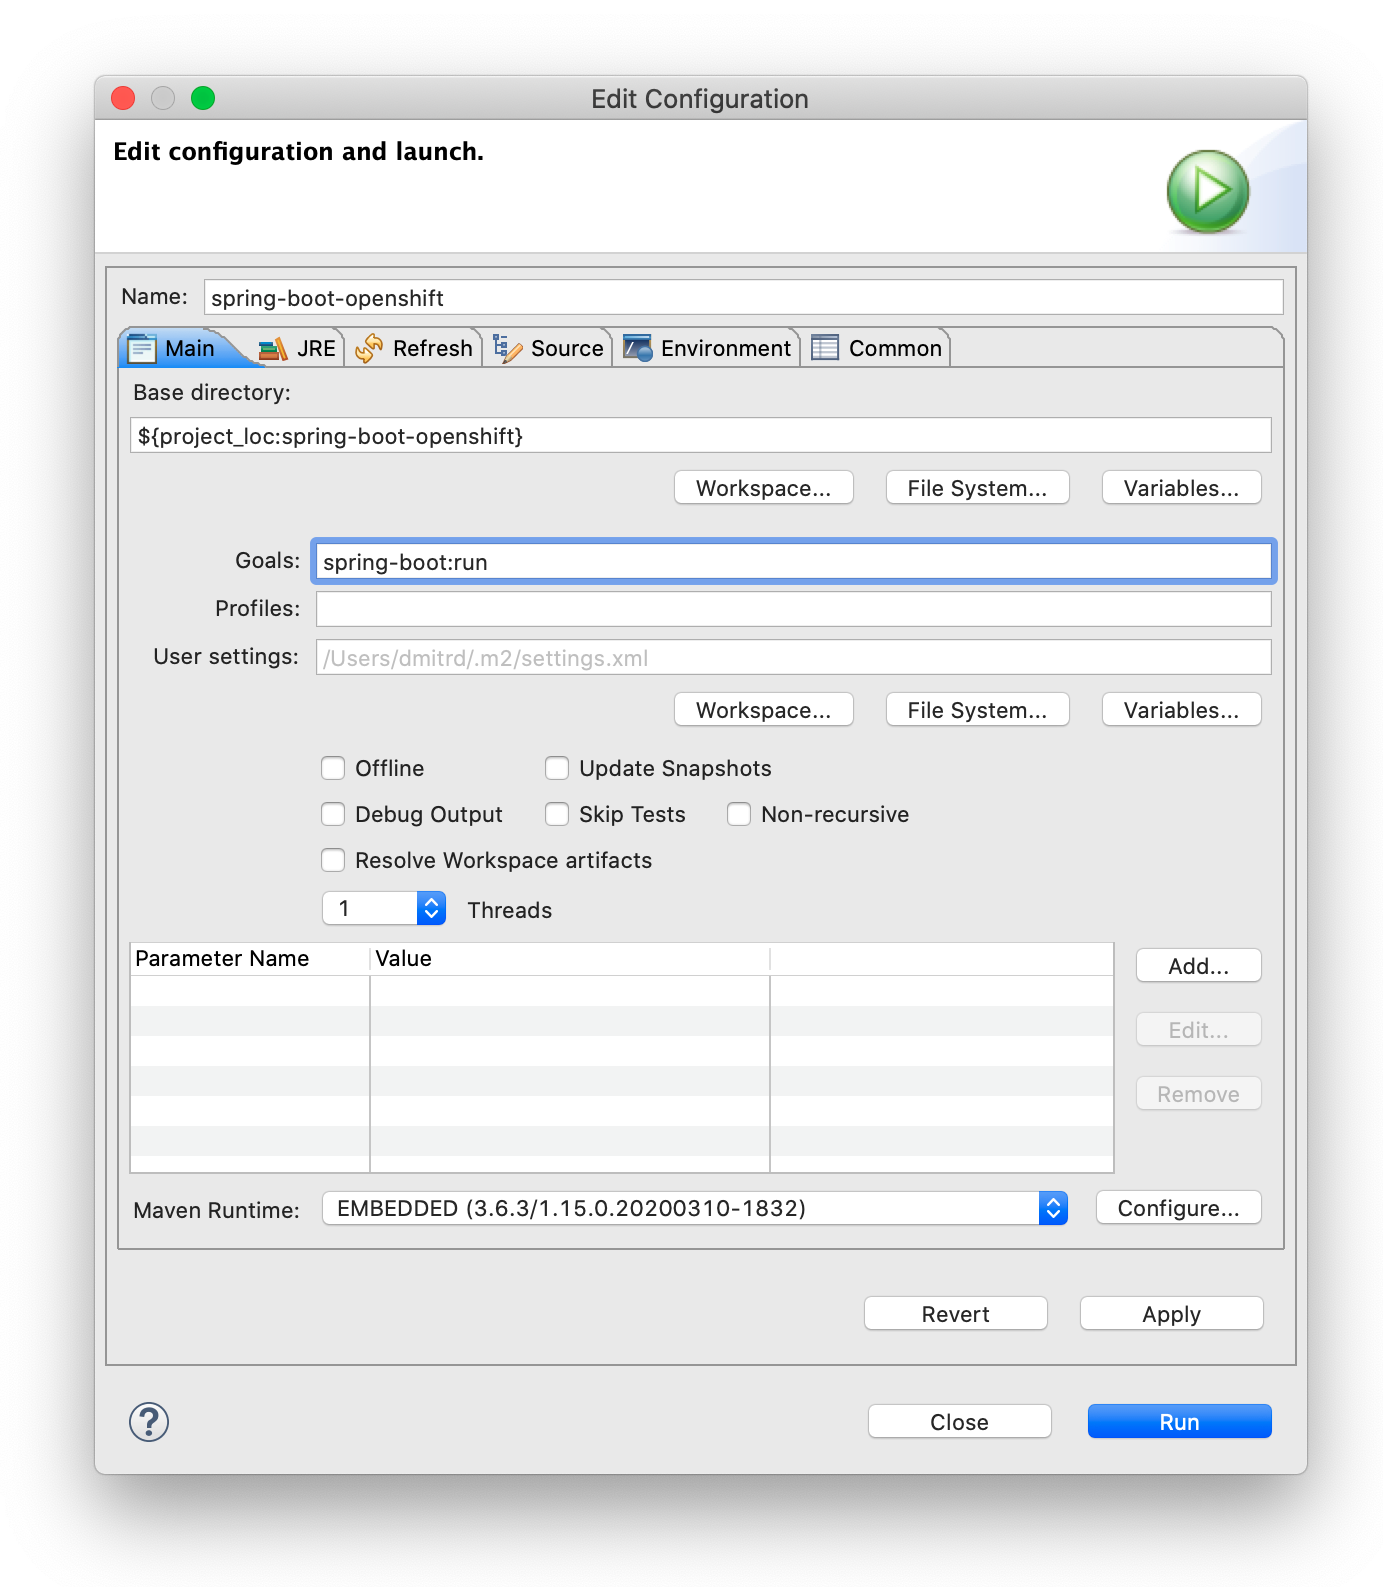 Edit Configuration
Edit configuration and launch.
Name: spring-boot-openshift
Main JRE Refresh Source Environment Common
Base directory:
${project_loc:spring-boot-openshift}
Workspace... File System... Variables...
Goals: spring-boot:run
Profiles:
User settings: /Users/dmitrd/.m2/settings.xml
Workspace... File System... Variables...
Offline Update Snapshots
Debug Output Skip Tests Non-recursive
Resolve Workspace artifacts
1 Threads
Parameter Name Value
Add...
Edit...
Remove
Maven Runtime: EMBEDDED (3.6.3/1.15.0.20200310-1832) Configure...
Revert Apply
? Close Run